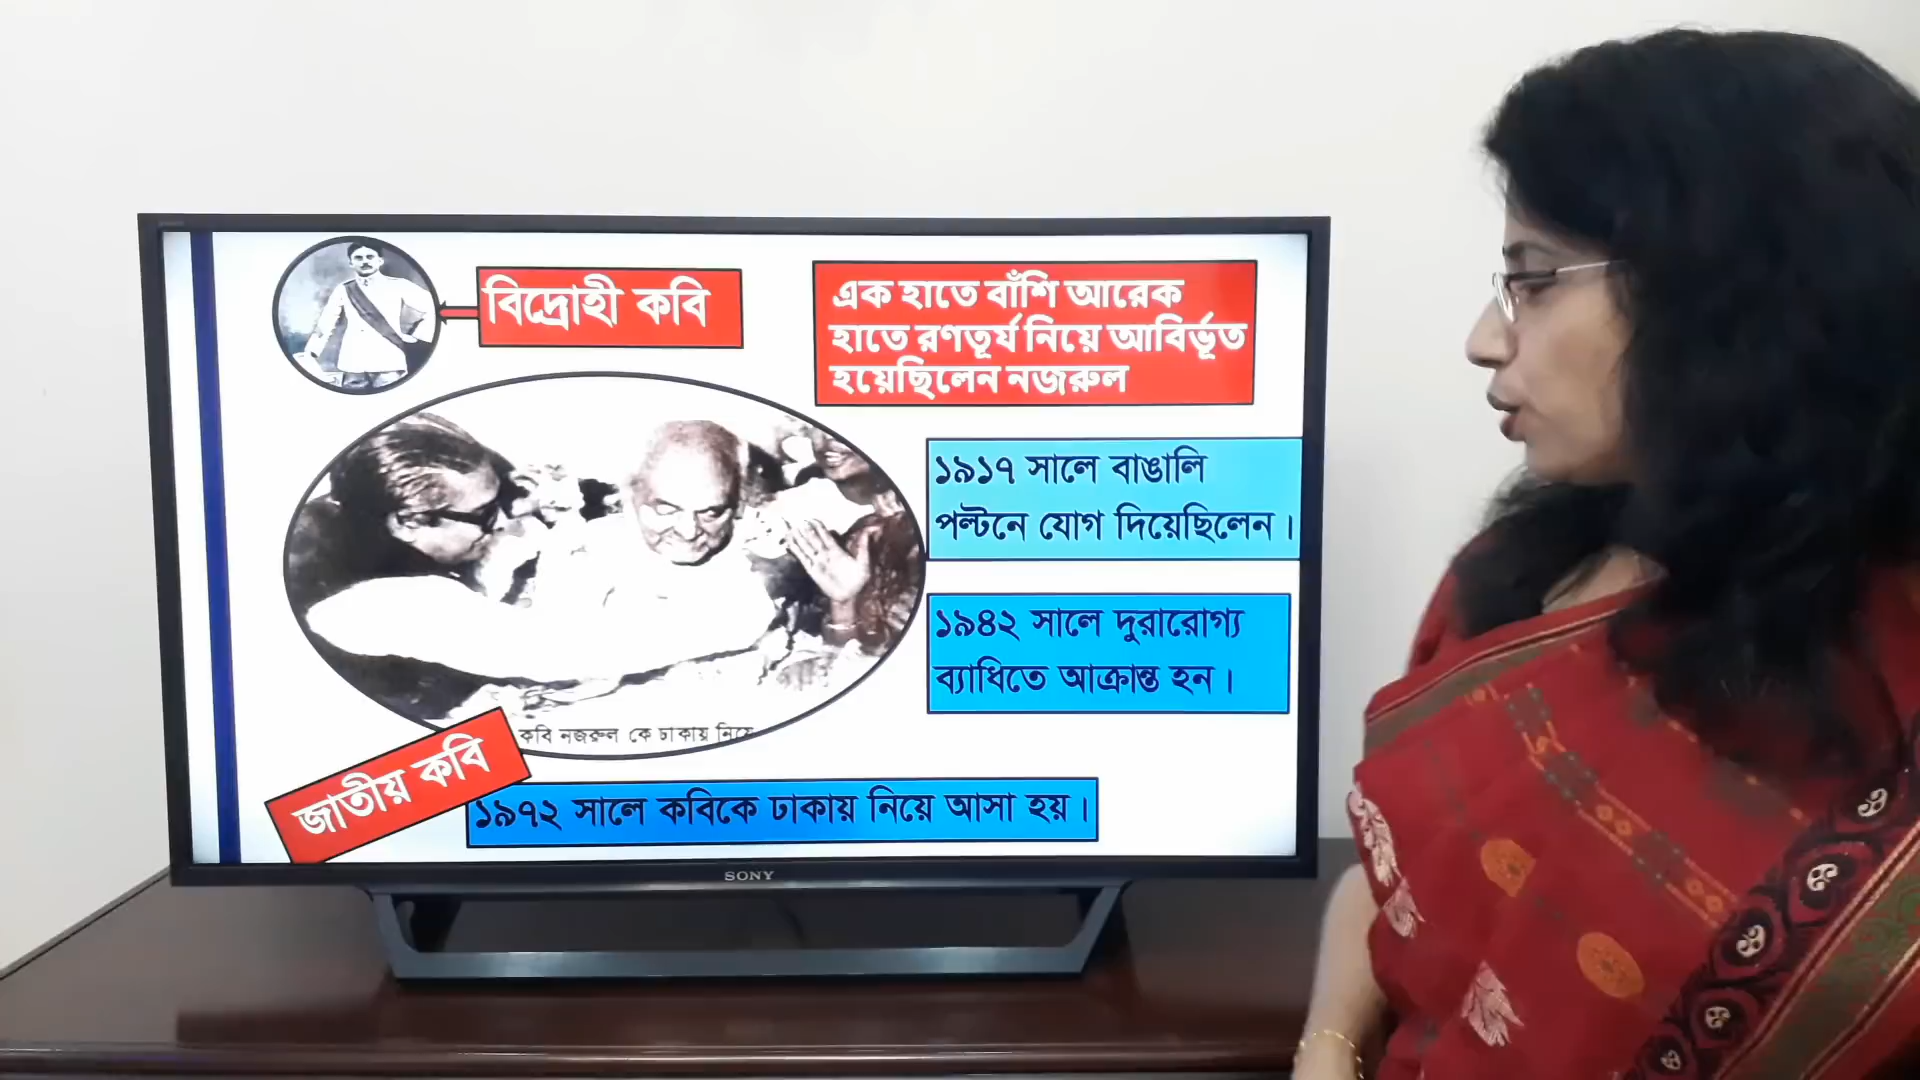 বিদ্রোহী কবি
এক হাতে বাঁশি আরেক
হাতে রণতূর্য নিয়ে আবির্ভূত
হয়েছিলেন নজরুল
১৯১৭ সালে বাঙালি
পল্টনে যোগ দিয়েছিলেন।
১৯৪২ সালে দুরারোগ্য
ব্যাধিতে আক্রান্ত হন।
কবি নজরুল কে ঢাকায় নিয়ে
জাতীয় কবি
১৯৭২ সালে কবিকে ঢাকায় নিয়ে আসা হয়।
SONY